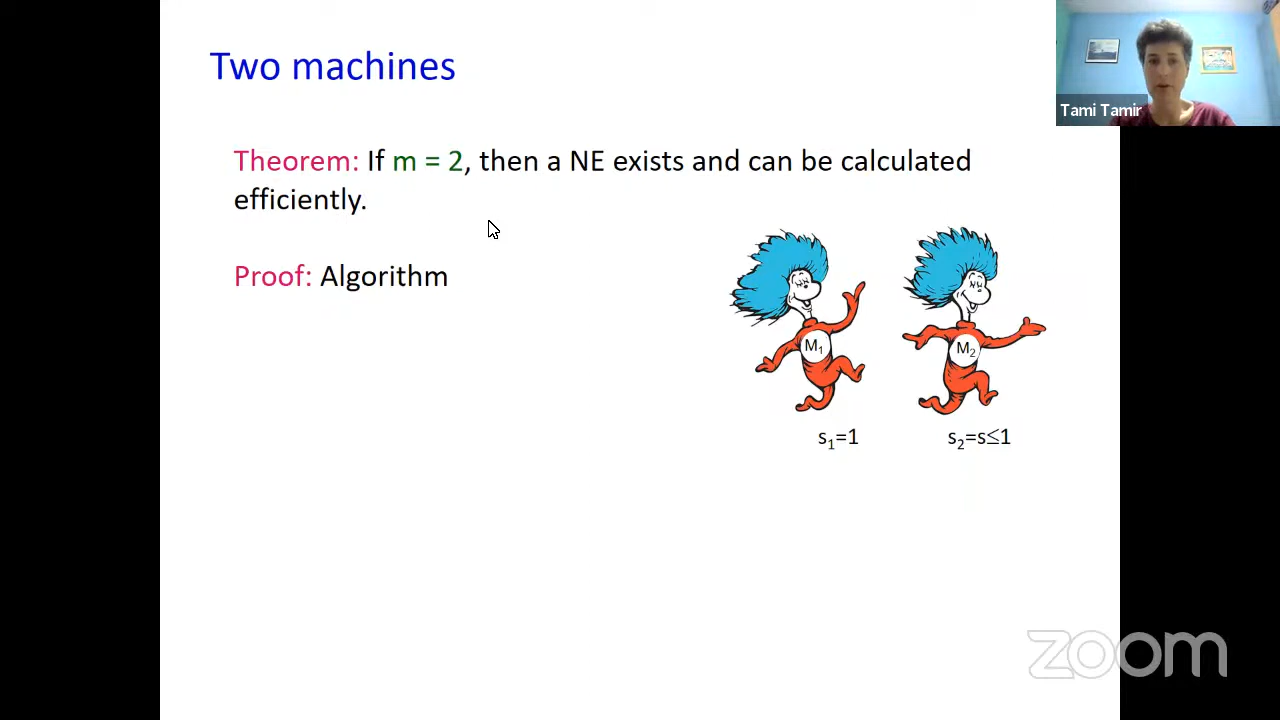 Two machines
Tami Tamir
Theorem: If m = 2, then a NE exists and can be calculated
efficiently.
Proof: Algorithm
M₁ M₂
s₁=1 s₂=s≤1
zoom